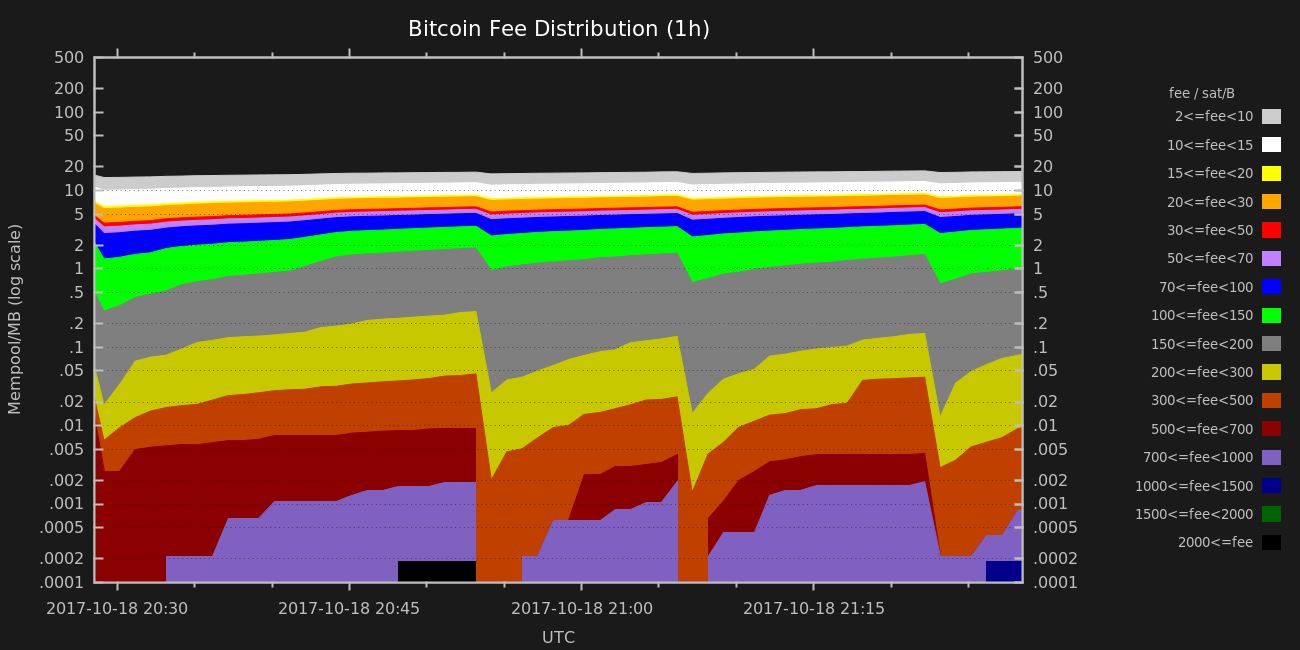 Bitcoin Fee Distribution (1h)
500
200
100
50
20
10
5
2
1
.5
.2
.1
.05
.02
.01
.005
.002
.001
.0005
.0002
.0001
Mempool/MB (log scale)
500
200
100
50
20
10
5
2
1
.5
.2
.1
.05
.02
.01
.005
.002
.001
.0005
.0002
.0001
2017-10-18 20:30
2017-10-18 20:45
2017-10-18 21:00
2017-10-18 21:15
UTC
fee / sat/B
2<=fee<10
10<=fee<15
15<=fee<20
20<=fee<30
30<=fee<50
50<=fee<70
70<=fee<100
100<=fee<150
150<=fee<200
200<=fee<300
300<=fee<500
500<=fee<700
700<=fee<1000
1000<=fee<1500
1500<=fee<2000
2000<=fee